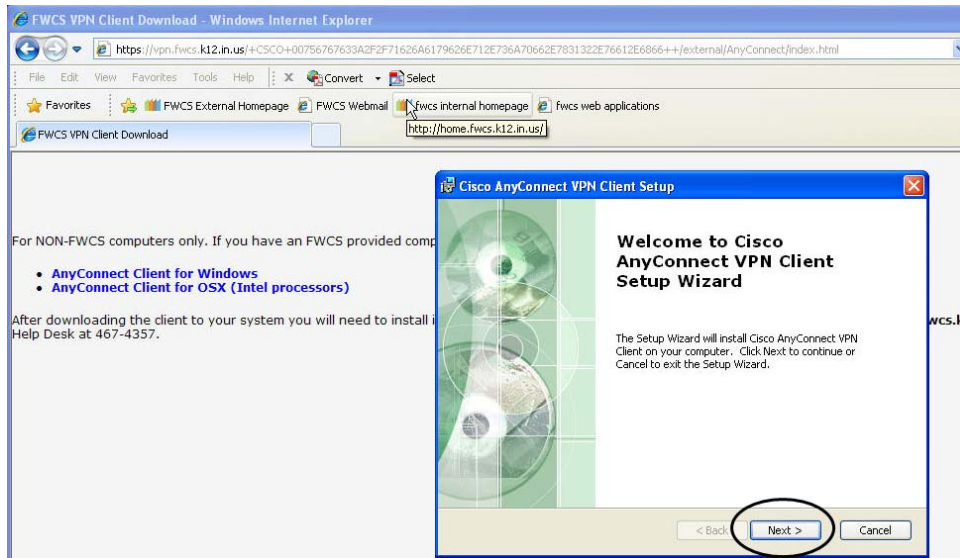 FWCS VPN Client Download - Windows Internet Explorer
https://vpn.fwcs.k12.in.us/+CSCO+00756767633A2F2F71626A6179626E712E736A70662E7831322E76612E6866++/external/AnyConnect/index.html
File Edit View Favorites Tools Help X Convert Select
Favorites FWCS External Homepage FWCS Webmail fwcs internal homepage fwcs web applications
FWCS VPN Client Download
http://home.fwcs.k12.in.us/
For NON-FWCS computers only. If you have an FWCS provided comp
AnyConnect Client for Windows
AnyConnect Client for OSX (Intel processors)
After downloading the client to your system you will need to install i
wcs.k
Help Desk at 467-4357.
Cisco AnyConnect VPN Client Setup
Welcome to Cisco
AnyConnect VPN Client
Setup Wizard
The Setup Wizard will install Cisco AnyConnect VPN
Client on your computer. Click Next to continue or
Cancel to exit the Setup Wizard.
< Back Next > Cancel